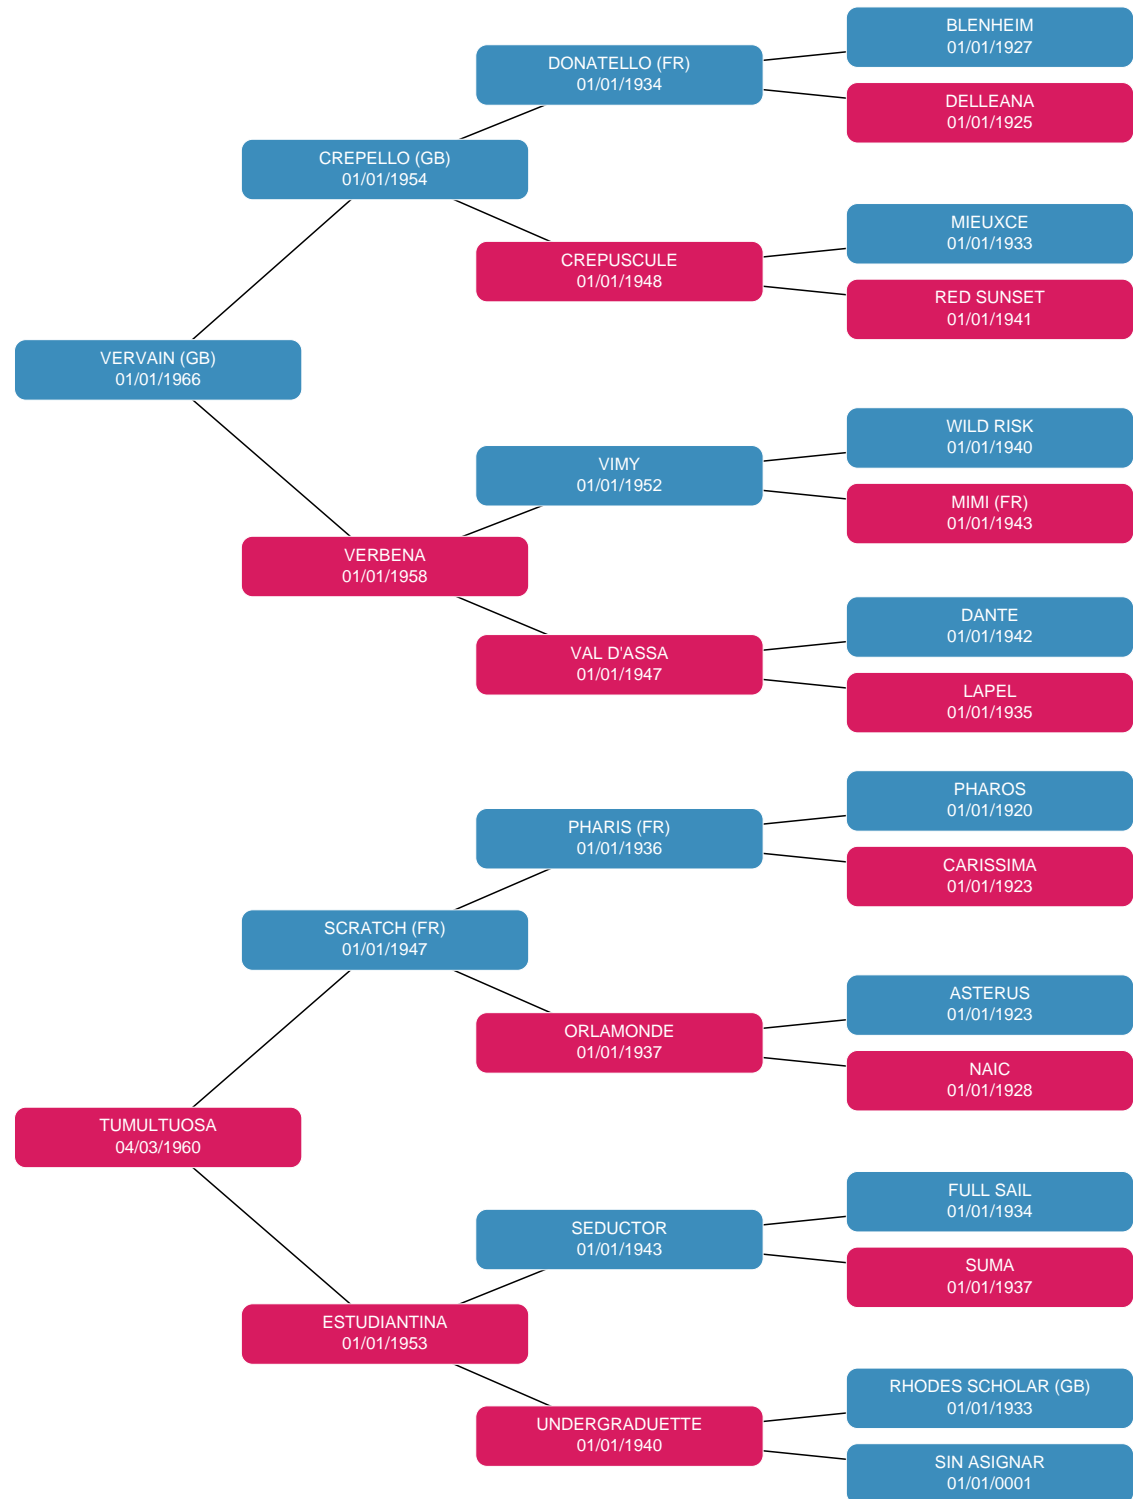 BLENHEIM
01/01/1927
DONATELLO (FR)
01/01/1934
DELLEANA
01/01/1925
CREPELLO (GB)
01/01/1954
MIEUXCE
01/01/1933
CREPUSCULE
01/01/1948
RED SUNSET
01/01/1941
VERVAIN (GB)
01/01/1966
WILD RISK
01/01/1940
VIMY
01/01/1952
MIMI (FR)
01/01/1943
VERBENA
01/01/1958
DANTE
01/01/1942
VAL D'ASSA
01/01/1947
LAPEL
01/01/1935
PHAROS
01/01/1920
PHARIS (FR)
01/01/1936
CARISSIMA
01/01/1923
SCRATCH (FR)
01/01/1947
ASTERUS
01/01/1923
ORLAMONDE
01/01/1937
NAIC
01/01/1928
TUMULTUOSA
04/03/1960
FULL SAIL
01/01/1934
SEDUCTOR
01/01/1943
SUMA
01/01/1937
ESTUDIANTINA
01/01/1953
RHODES SCHOLAR (GB)
01/01/1933
UNDERGRADUETTE
01/01/1940
SIN ASIGNAR
01/01/0001